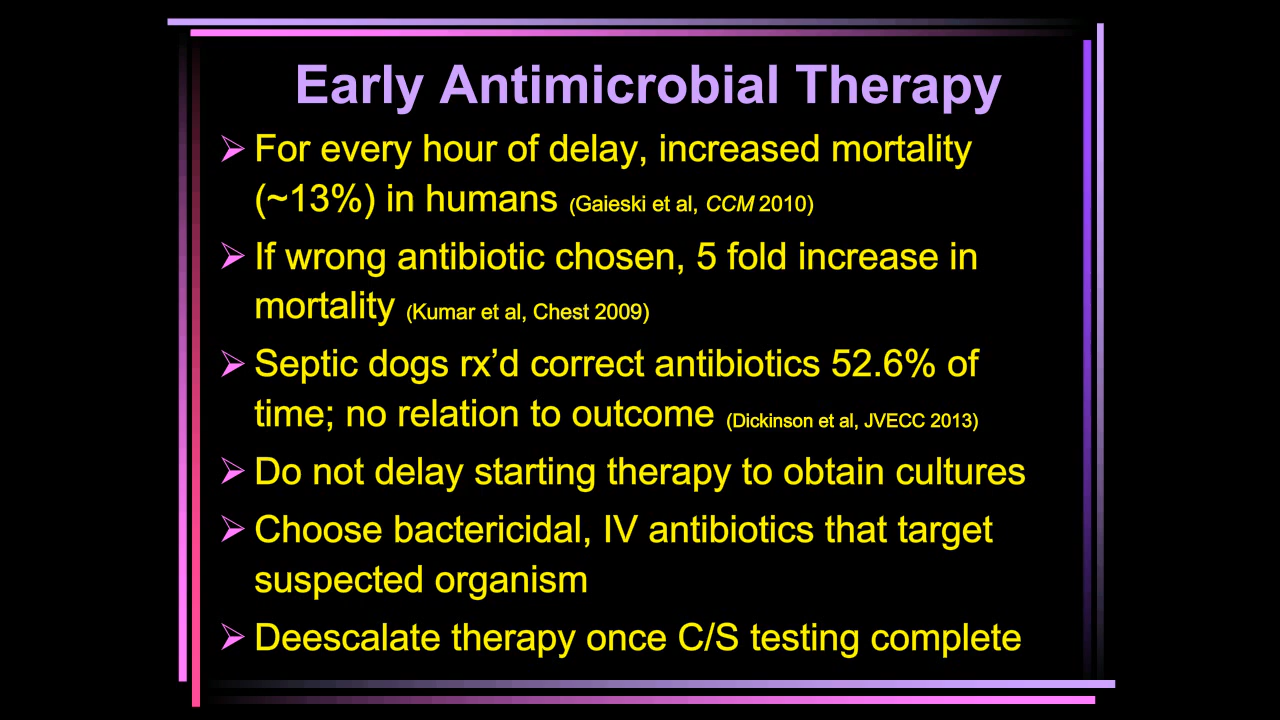 Early Antimicrobial Therapy
➢ For every hour of delay, increased mortality
(~13%) in humans (Gaieski et al, CCM 2010)
➢ If wrong antibiotic chosen, 5 fold increase in
mortality (Kumar et al, Chest 2009)
➢ Septic dogs rx’d correct antibiotics 52.6% of
time; no relation to outcome (Dickinson et al, JVECC 2013)
➢ Do not delay starting therapy to obtain cultures
➢ Choose bactericidal, IV antibiotics that target
suspected organism
➢ Deescalate therapy once C/S testing complete